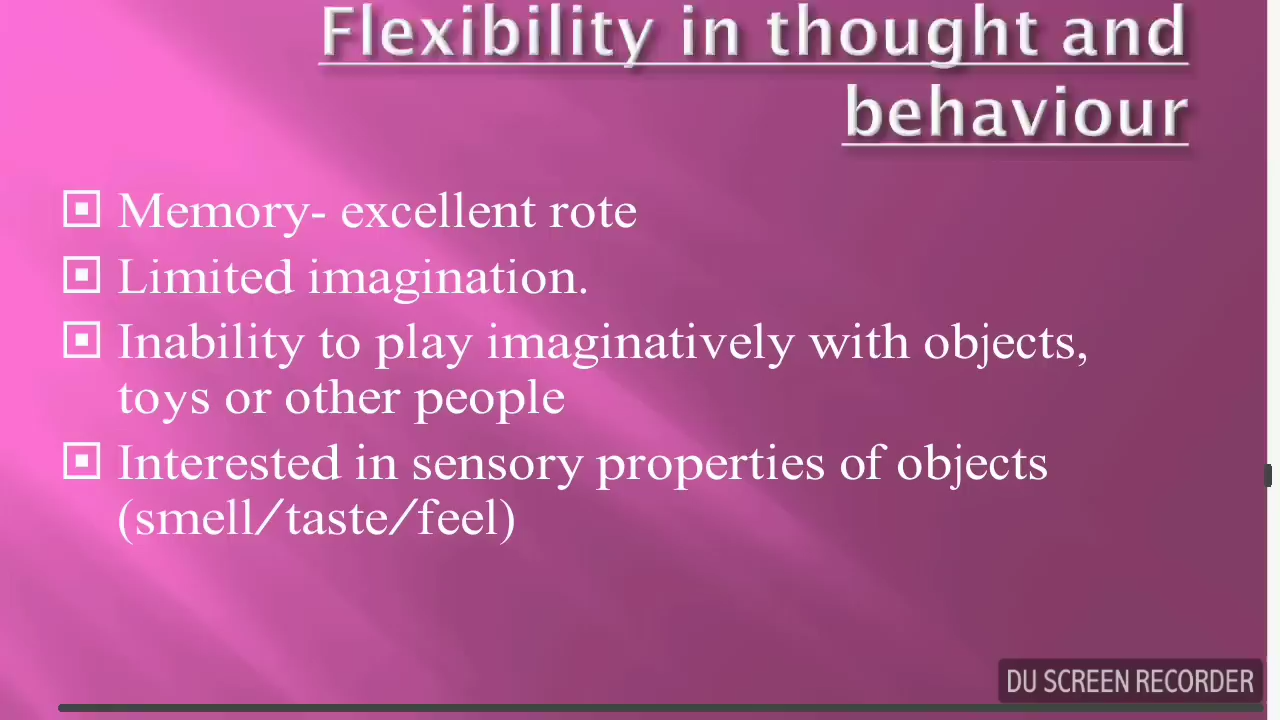 Flexibility in thought and
behaviour
Memory- excellent rote
Limited imagination.
Inability to play imaginatively with objects,
toys or other people
Interested in sensory properties of objects
(smell/taste/feel)
DU SCREEN RECORDER